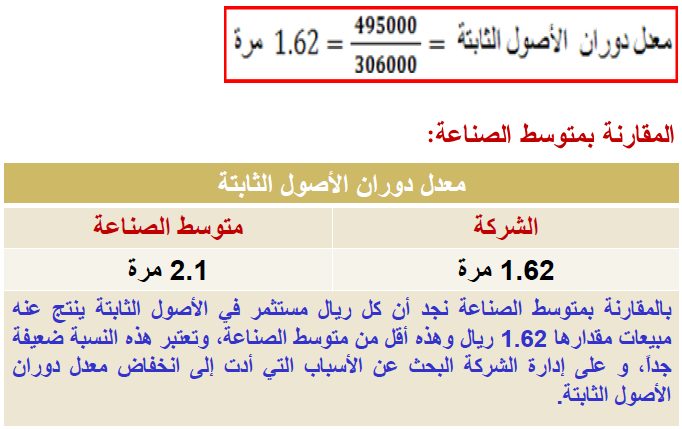 معدل دوران الأصول الثابتة = 495000 / 306000 = 1.62 مرة
المقارنة بمتوسط الصناعة:
معدل دوران الأصول الثابتة
الشركة متوسط الصناعة
1.62 مرة 2.1 مرة
بالمقارنة بمتوسط الصناعة نجد أن كل ريال مستثمر في الأصول الثابتة ينتج عنه
مبيعات مقدارها 1.62 ريال وهذه أقل من متوسط الصناعة، وتعتبر هذه النسبة ضعيفة
جداً، و على إدارة الشركة البحث عن الأسباب التي أدت إلى انخفاض معدل دوران
الأصول الثابتة.